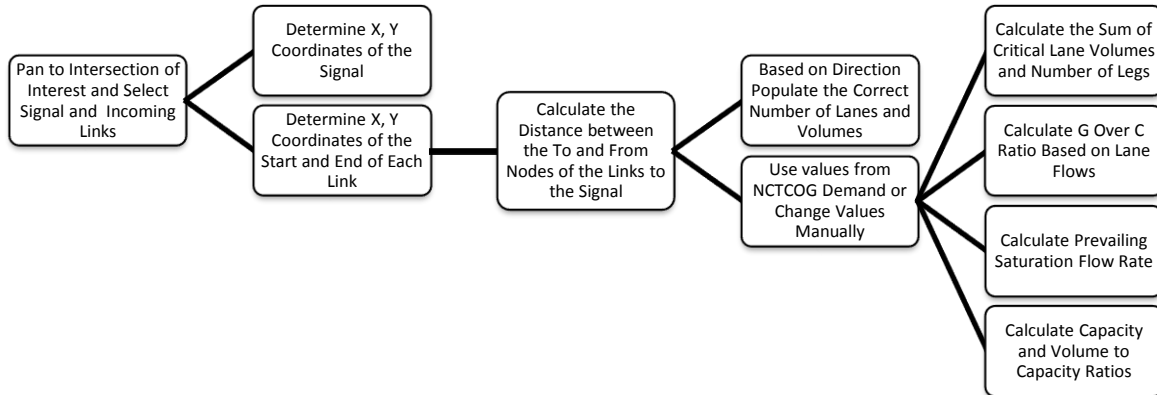 Pan to Intersection of
Interest and Select
Signal and Incoming
Links
Determine X, Y
Coordinates of the
Signal
Determine X, Y
Coordinates of the
Start and End of Each
Link
Calculate the
Distance between
the To and From
Nodes of the Links to
the Signal
Based on Direction
Populate the Correct
Number of Lanes and
Volumes
Use values from
NCTCOG Demand or
Change Values
Manually
Calculate the Sum of
Critical Lane Volumes
and Number of Legs
Calculate G Over C
Ratio Based on Lane
Flows
Calculate Prevailing
Saturation Flow Rate
Calculate Capacity
and Volume to
Capacity Ratios